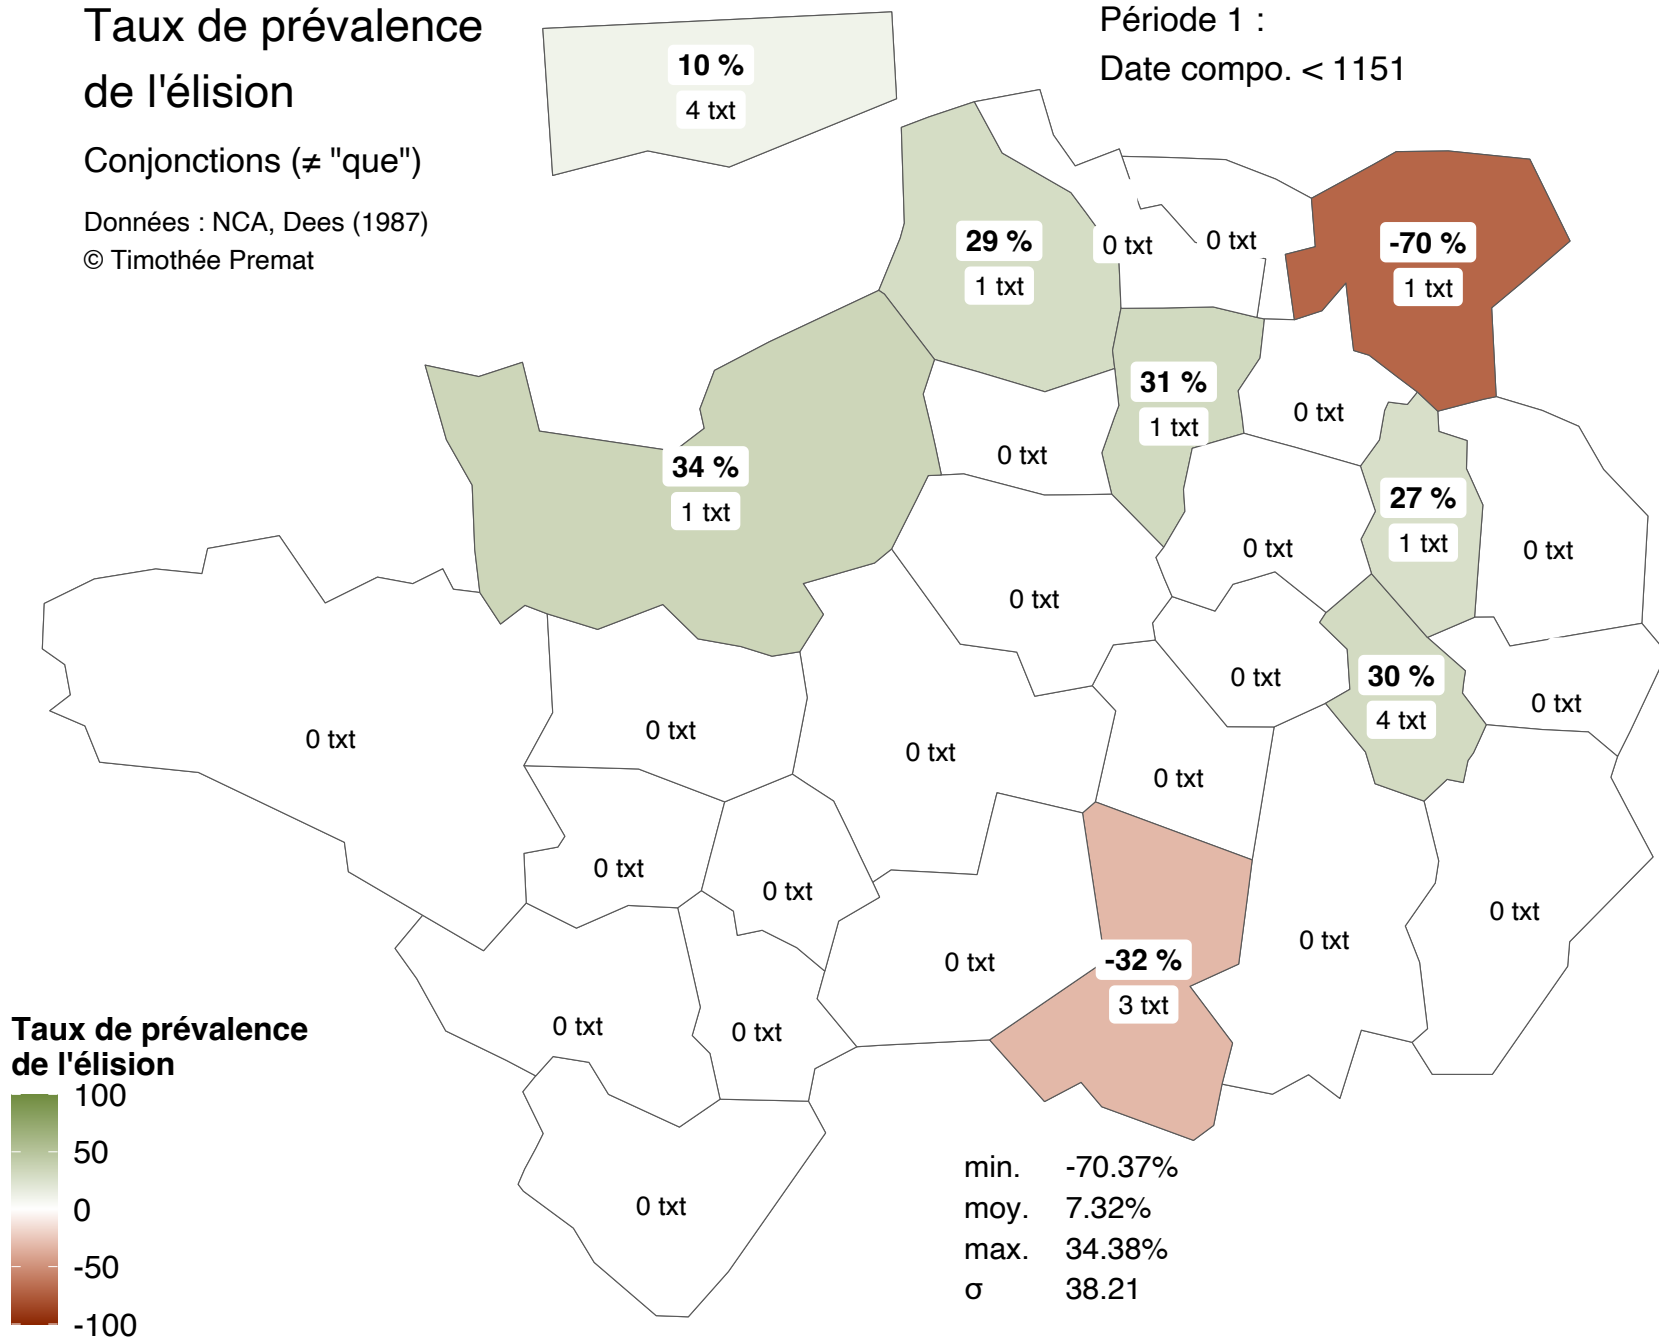 Taux de prévalence
de l'élision
Conjonctions (≠ "que")
Données : NCA, Dees (1987)
© Timothée Premat
Période 1 :
Date compo. < 1151
10 %
4 txt
29 %
1 txt
0 txt
0 txt
-70 %
1 txt
31 %
1 txt
0 txt
0 txt
34 %
1 txt
27 %
1 txt
0 txt
0 txt
0 txt
30 %
4 txt
0 txt
0 txt
0 txt
0 txt
0 txt
0 txt
0 txt
0 txt
0 txt
0 txt
0 txt
-32 %
3 txt
0 txt
0 txt
0 txt
0 txt
Taux de prévalence
de l'élision
100
50
0
-50
-100
min. -70.37%
moy. 7.32%
max. 34.38%
σ 38.21